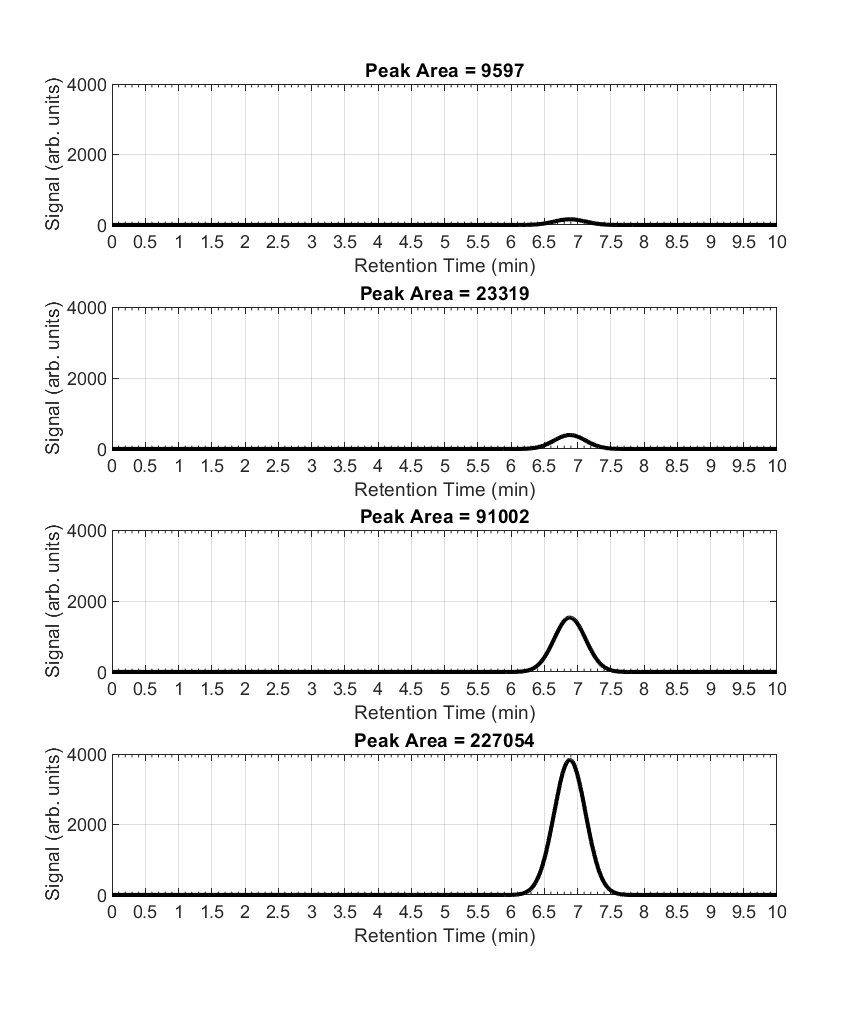 Peak Area = 9597
Signal (arb. units)
4000
2000
0
0 0.5 1 1.5 2 2.5 3 3.5 4 4.5 5 5.5 6 6.5 7 7.5 8 8.5 9 9.5 10
Retention Time (min)
Peak Area = 23319
Signal (arb. units)
4000
2000
0
0 0.5 1 1.5 2 2.5 3 3.5 4 4.5 5 5.5 6 6.5 7 7.5 8 8.5 9 9.5 10
Retention Time (min)
Peak Area = 91002
Signal (arb. units)
4000
2000
0
0 0.5 1 1.5 2 2.5 3 3.5 4 4.5 5 5.5 6 6.5 7 7.5 8 8.5 9 9.5 10
Retention Time (min)
Peak Area = 227054
Signal (arb. units)
4000
2000
0
0 0.5 1 1.5 2 2.5 3 3.5 4 4.5 5 5.5 6 6.5 7 7.5 8 8.5 9 9.5 10
Retention Time (min)